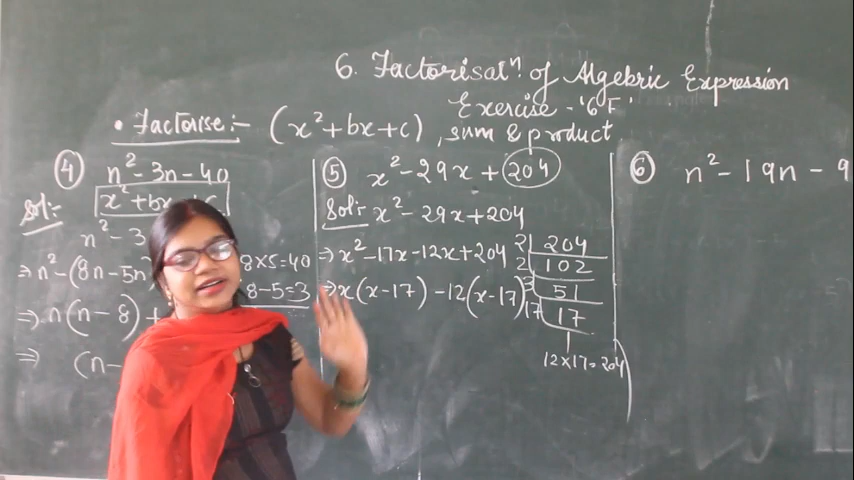 6. Factorisatⁿ of Algebric Expression
Exercise - '6F'
• Factorise:- (x²+bx+c), sum & product
④ n²-3n-40
x²+bx+c
Sol:-
n²-3
⇒n²-(8n-5n)
8×5=40
8-5=3
⇒n(n-8)+
⇒ (n-
⑤ x²-29x+204
Sol:- x²-29x+204
⇒x²-17x-12x+204
⇒x(x-17)-12(x-17)
2 204
2 102
3 51
17 17
1
12×17=204
⑥ n²-19n-9